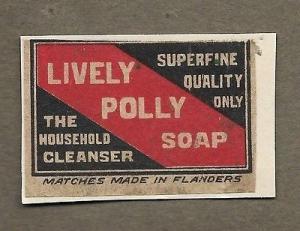 LIVELY
POLLY
SOAP
SUPERFINE
QUALITY
ONLY
THE
HOUSEHOLD
CLEANSER
MATCHES MADE IN FLANDERS